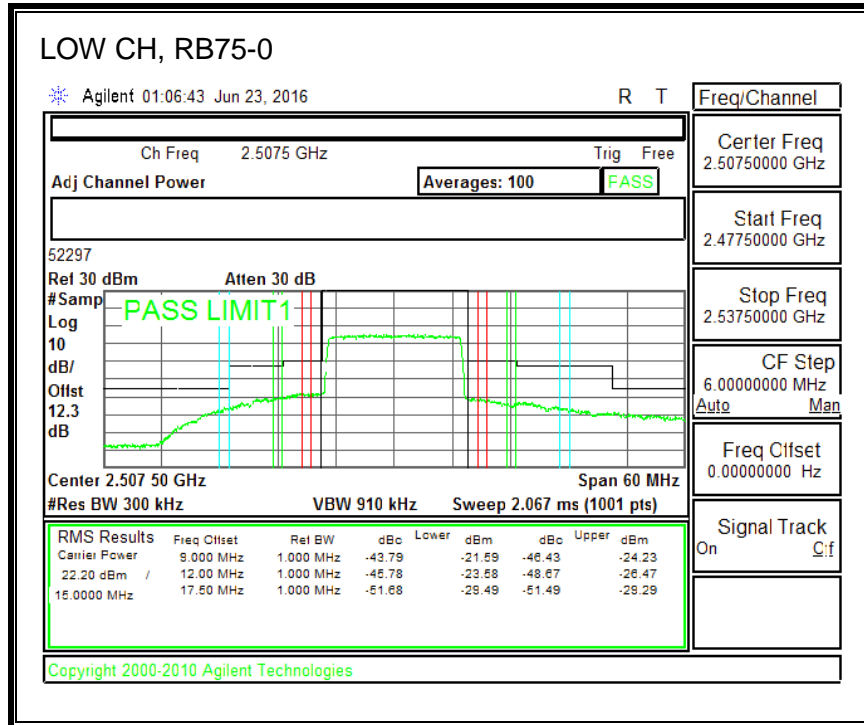 LOW CH, RB75-0
Agilent 01:06:43 Jun 23, 2016 R T
Freq/Channel
Ch Freq 2.5075 GHz Trig Free
Adj Channel Power Averages: 100 PASS
Center Freq
2.50750000 GHz
Start Freq
2.47750000 GHz
Stop Freq
2.53750000 GHz
CF Step
6.00000000 MHz
Auto Man
Freq Offset
0.00000000 Hz
Signal Track
On Off
52297
Ref 30 dBm Atten 30 dB
#Samp
Log
10
dB/
Offst
12.3
dB
PASS LIMIT1
Center 2.507 50 GHz Span 60 MHz
#Res BW 300 kHz VBW 910 kHz Sweep 2.067 ms (1001 pts)
RMS Results Freq Offset Ref BW dBc Lower dBm dBc Upper dBm
Carrier Power 9.000 MHz 1.000 MHz -43.79 -21.59 -46.43 -24.23
22.20 dBm / 12.00 MHz 1.000 MHz -45.78 -23.58 -48.67 -26.47
15.0000 MHz 17.50 MHz 1.000 MHz -51.68 -29.49 -51.49 -29.29
Copyright 2000-2010 Agilent Technologies